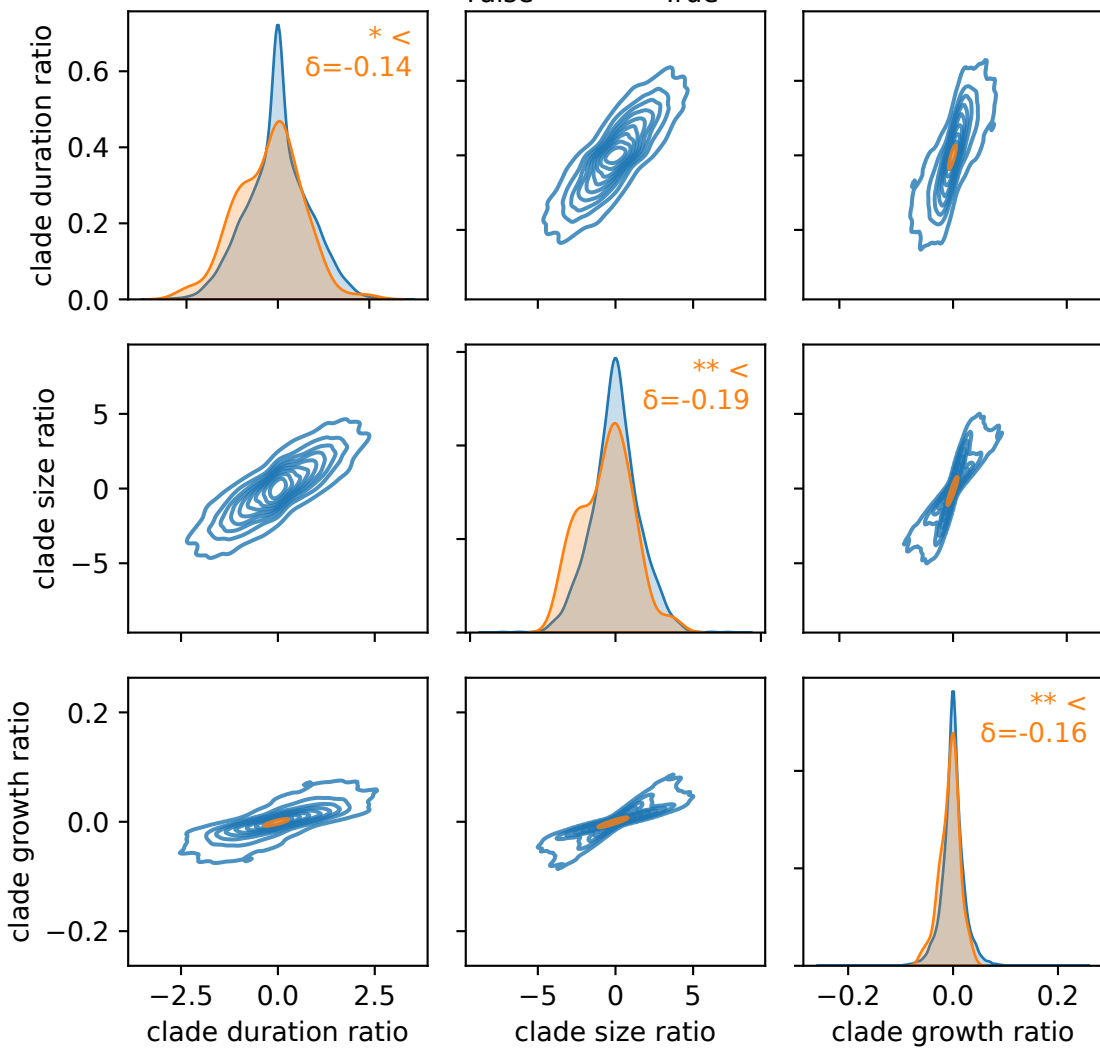 clade duration ratio
0.6
0.4
0.2
0.0
* <
δ=-0.14
clade size ratio
5
0
−5
** <
δ=-0.19
clade growth ratio
0.2
0.0
−0.2
** <
δ=-0.16
−2.5 0.0 2.5
−5 0 5
−0.2 0.0 0.2
clade duration ratio
clade size ratio
clade growth ratio